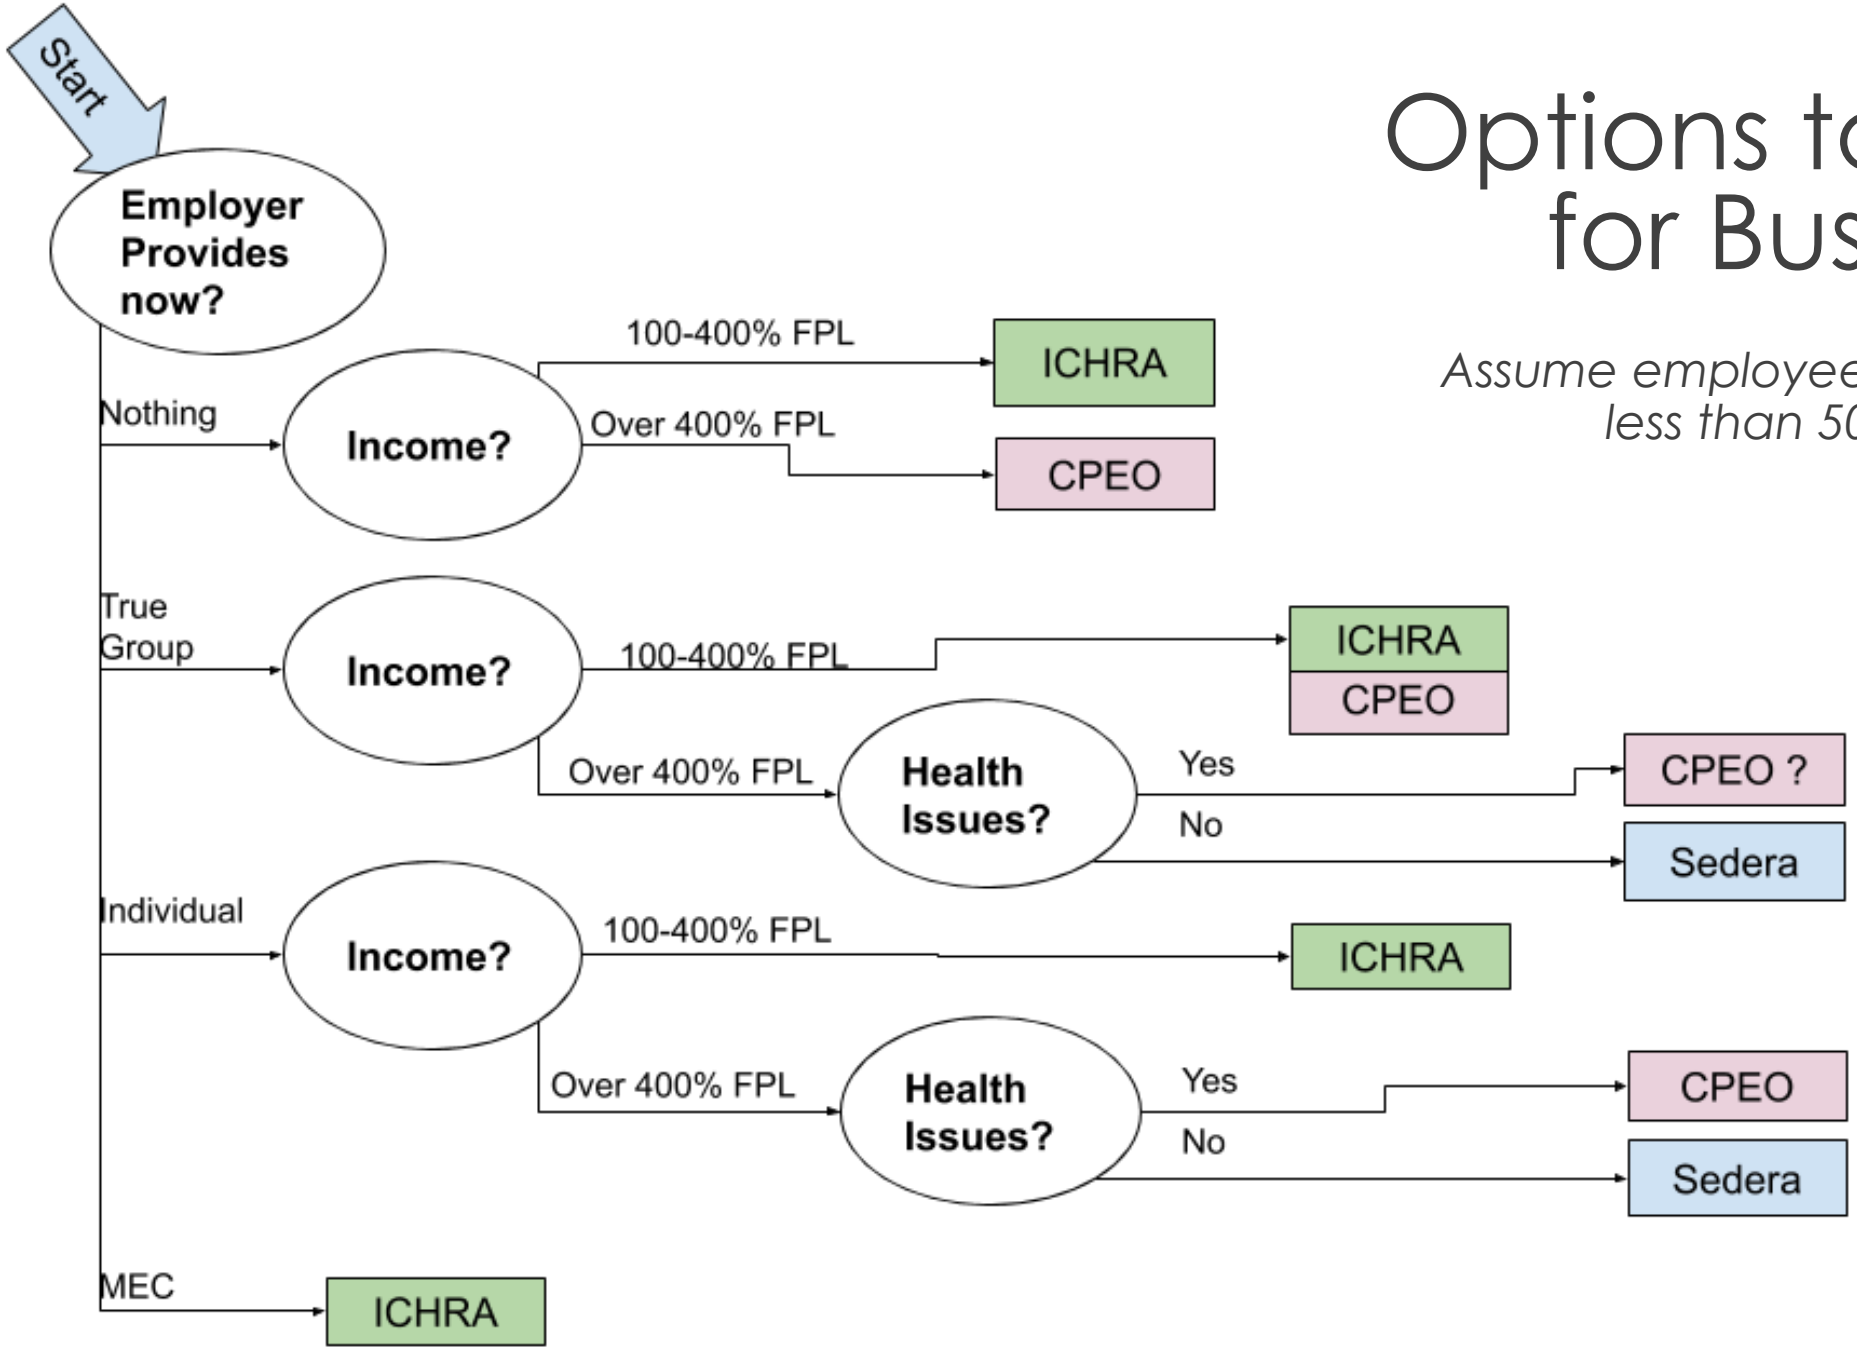 Start
Options to
for Bus
Assume employee
less than 50
Employer
Provides
now?
Nothing
Income?
100-400% FPL
ICHRA
Over 400% FPL
CPEO
True
Group
Income?
100-400% FPL
ICHRA
CPEO
Over 400% FPL
Health
Issues?
Yes
CPEO ?
No
Sedera
Individual
Income?
100-400% FPL
ICHRA
Over 400% FPL
Health
Issues?
Yes
CPEO
No
Sedera
MEC
ICHRA